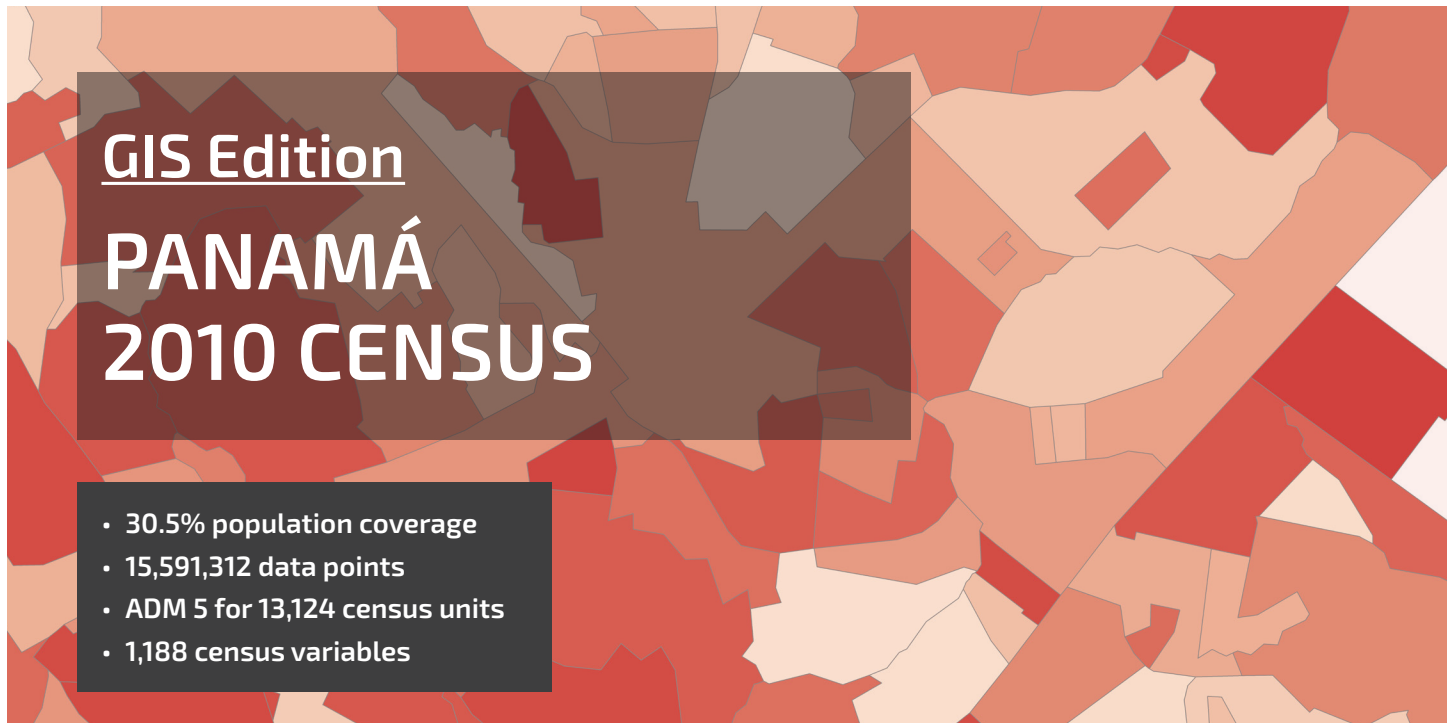 GIS Edition
PANAMÁ
2010 CENSUS
• 30.5% population coverage
• 15,591,312 data points
• ADM 5 for 13,124 census units
• 1,188 census variables